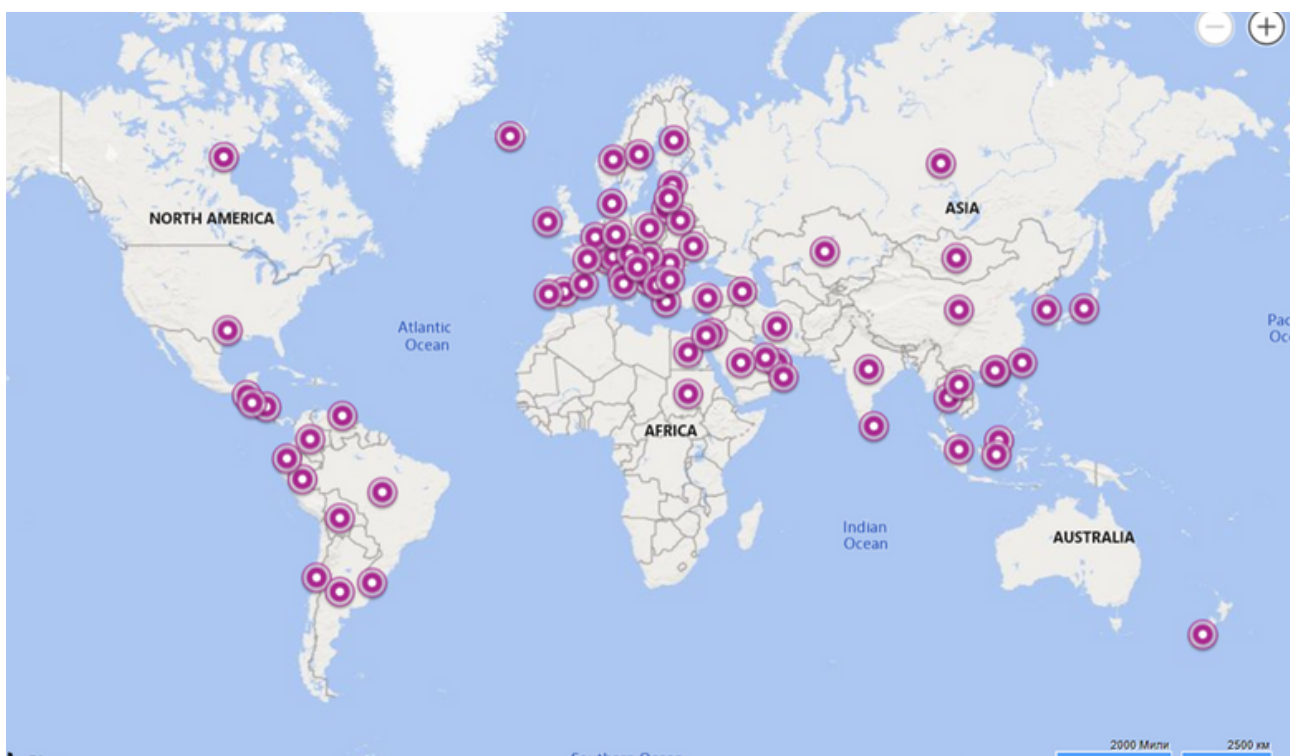 NORTH AMERICA
ASIA
Atlantic
Ocean
AFRICA
Indian
Ocean
AUSTRALIA
2000 Мили
2500 км